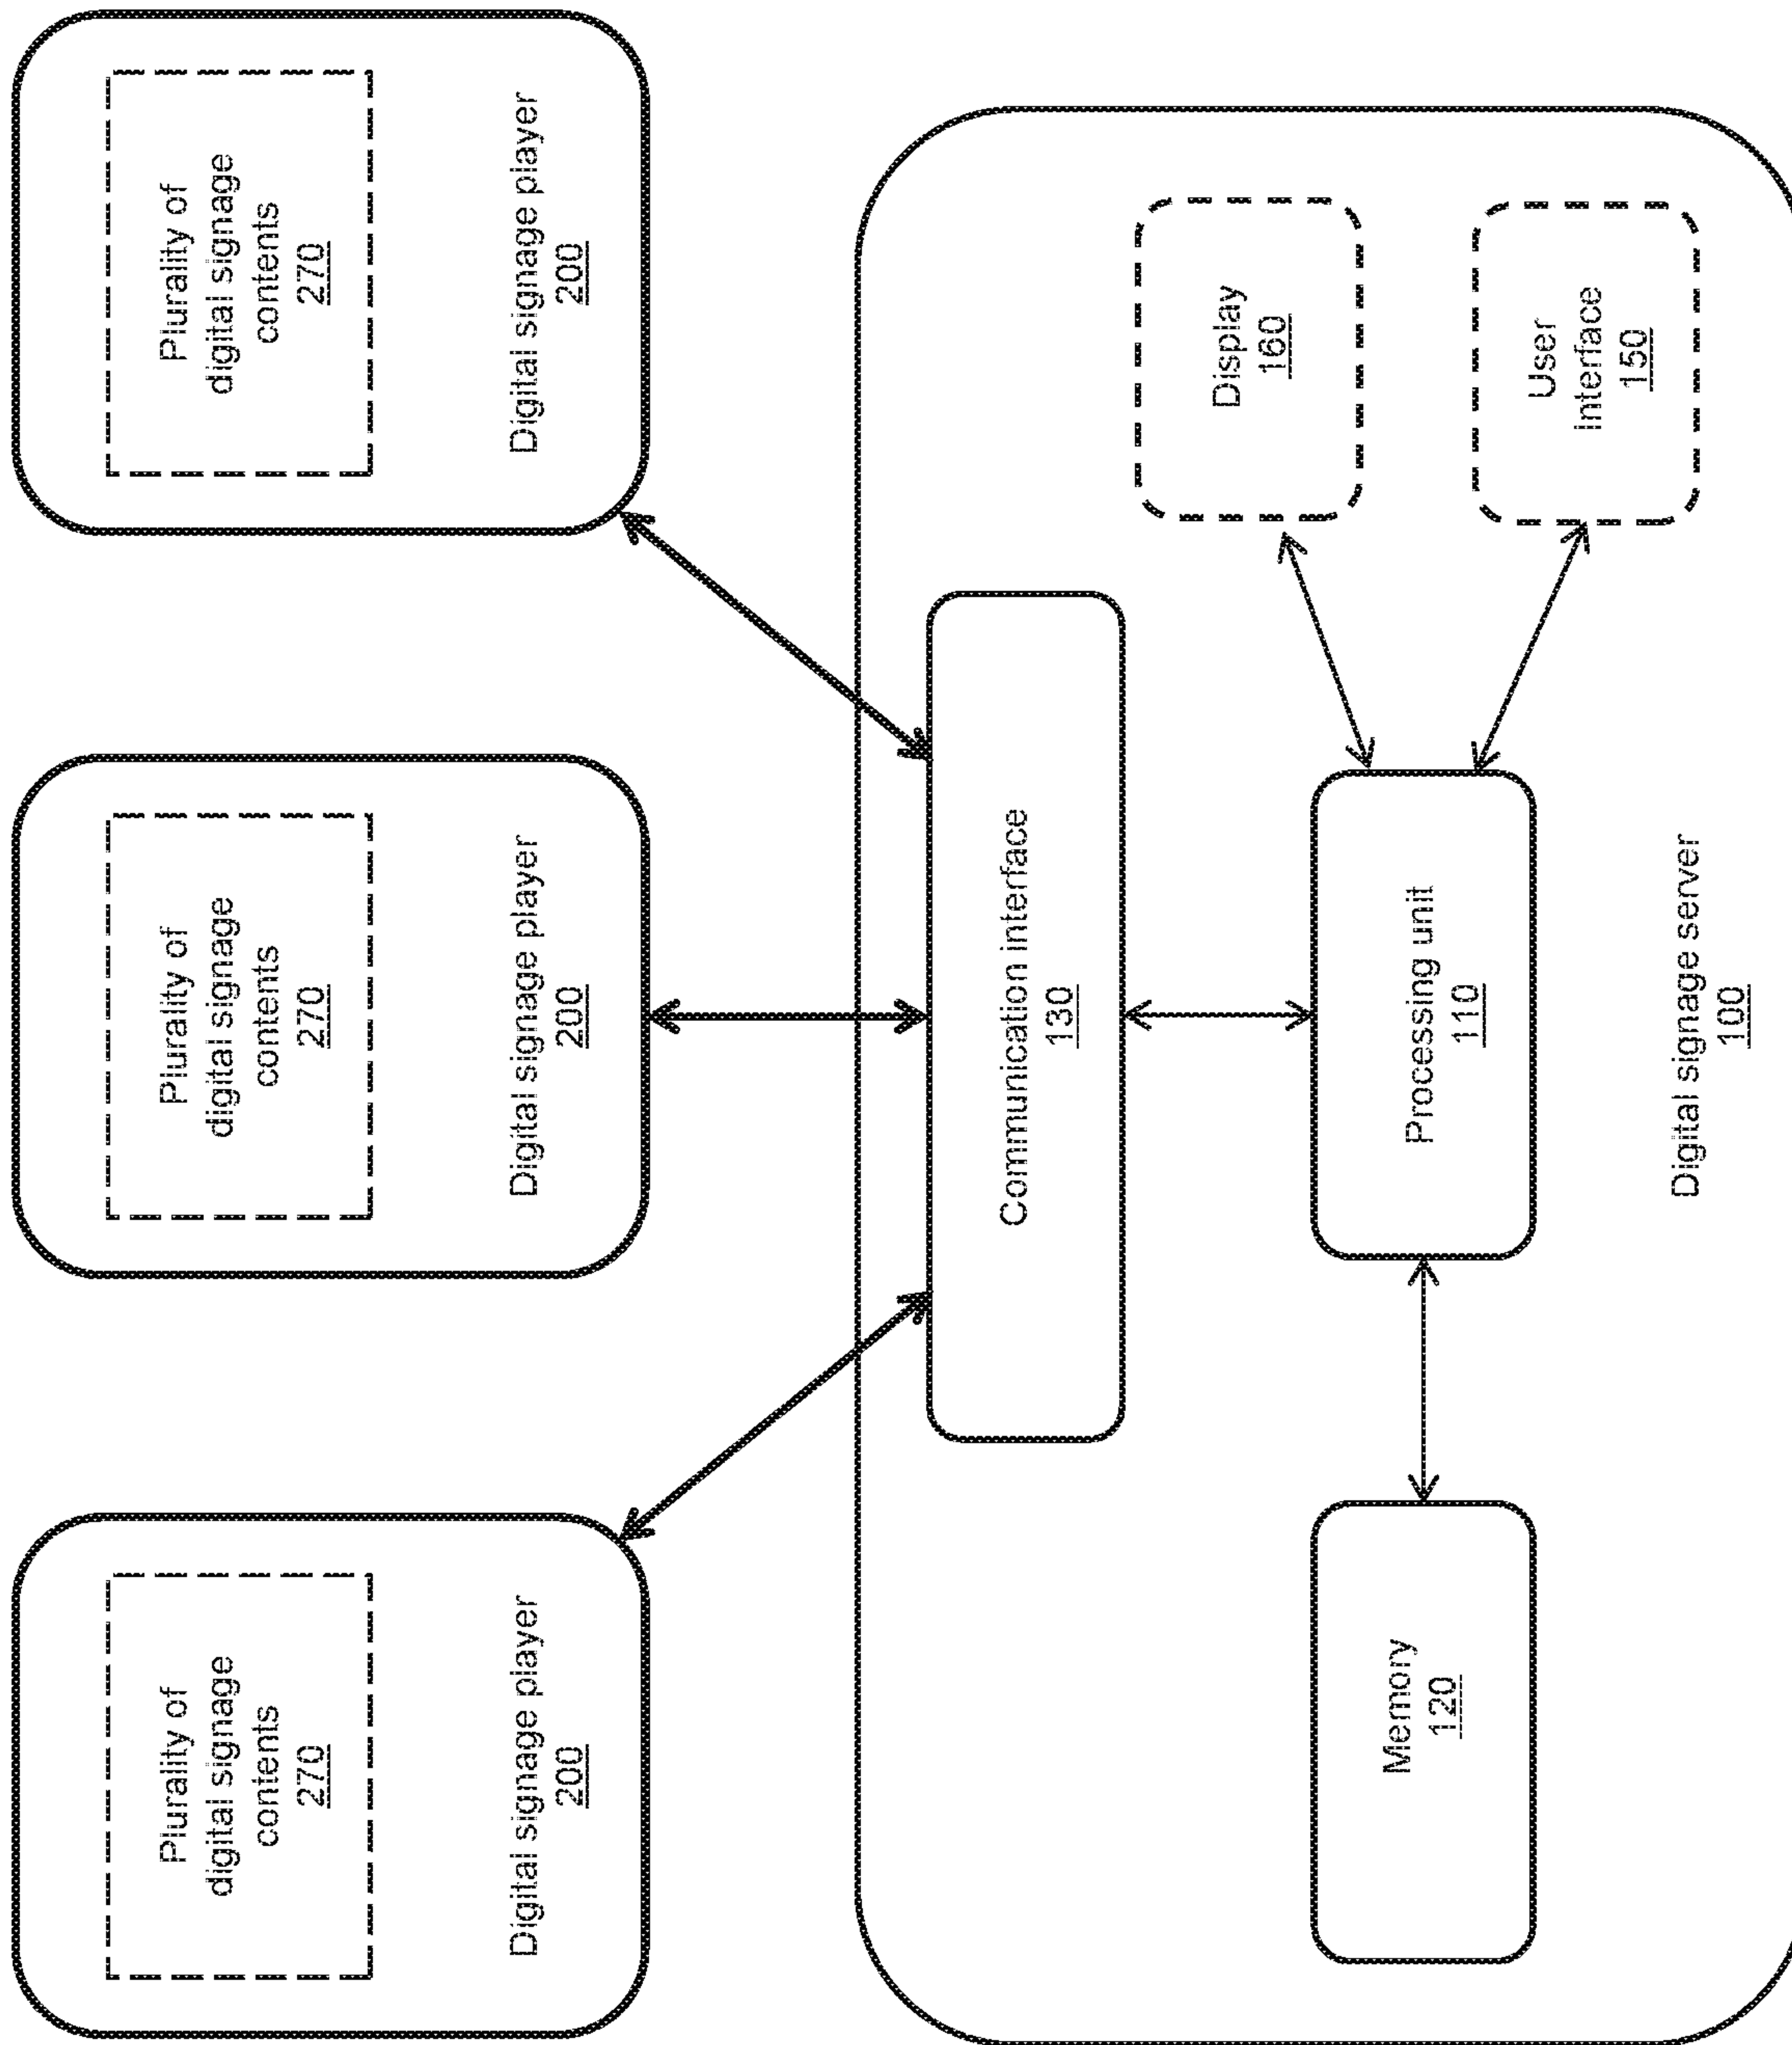 Plurality of
digital signage
contents
270
Digital signage player
200
Plurality of
digital signage
contents
270
Digital signage player
200
Plurality of
digital signage
contents
270
Digital signage player
200
Communication interface
130
Memory
120
Processing unit
110
Display
160
User
interface
150
Digital signage server
100